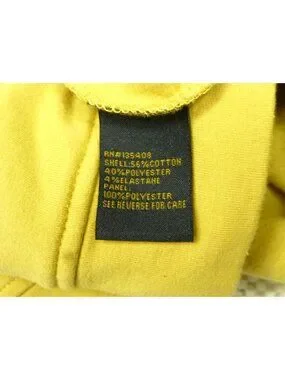 RN#135408
SHELL:56%COTTON
40%POLYESTER
4%ELASTANE
PANEL:
100%POLYESTER
SEE REVERSE FOR CARE